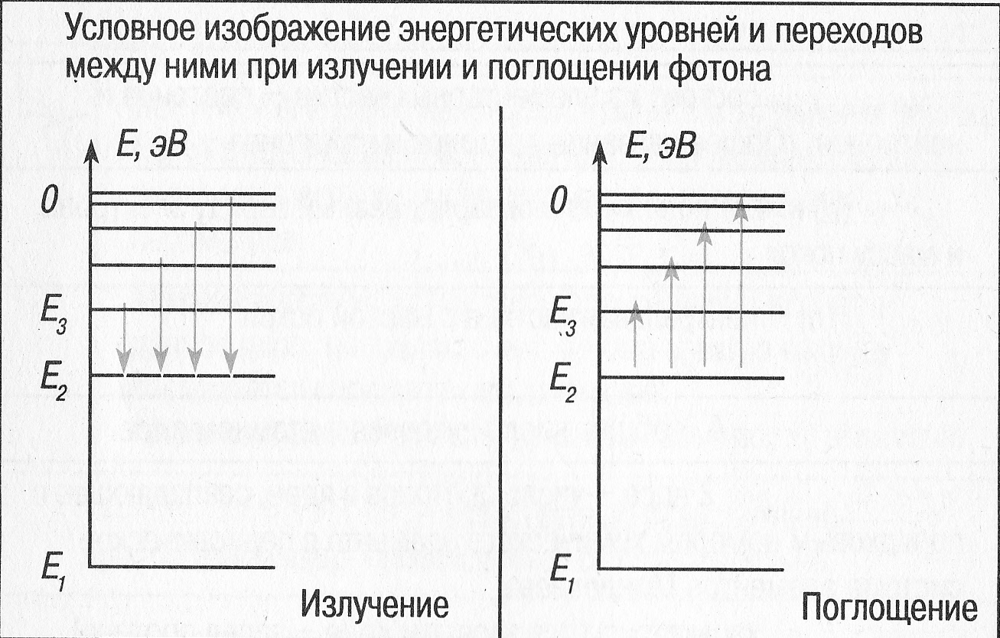 Условное изображение энергетических уровней и переходов
между ними при излучении и поглощении фотона
E, эВ
0
E3
E2
E1
Излучение
E, эВ
0
E3
E2
E1
Поглощение